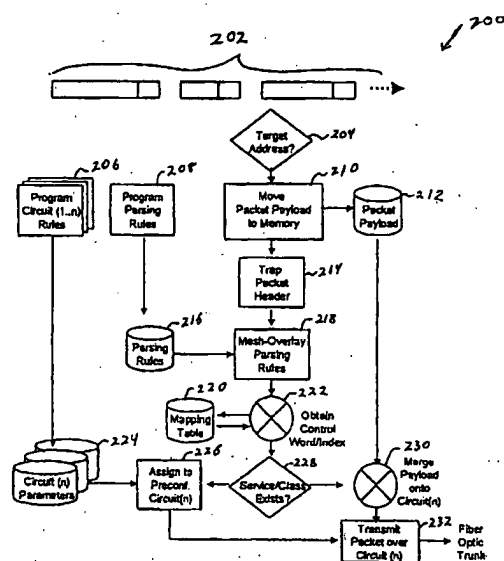 200
202
Target
Address?
204
206
Program
Circuit (1..n)
Rules
208
Program
Parsing
Rules
210
Move
Packet Payload
to Memory
212
Packet
Payload
214
Trap
Packet
Header
216
Parsing
Rules
218
Mesh-Overlay
Parsing
Rules
220
Mapping
Table
222
Obtain
Control
Word/Index
224
Circuit (n)
Parameters
226
Assign to
Preconf.
Circuit(n)
228
Service/Class
Exists?
230
Merge
Payload
onto
Circuit(n)
232
Transmit
Packet over
Circuit (n)
Fiber
Optic
Trunk